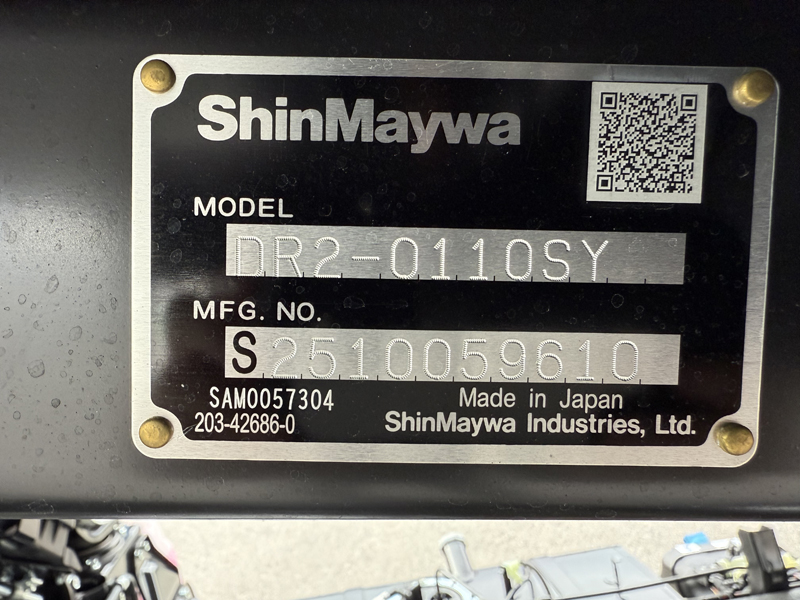 ShinMaywa
MODEL
DR2-0110SY
MFG. NO.
S2510059610
SAM0057304
Made in Japan
203-42686-0
ShinMaywa Industries, Ltd.